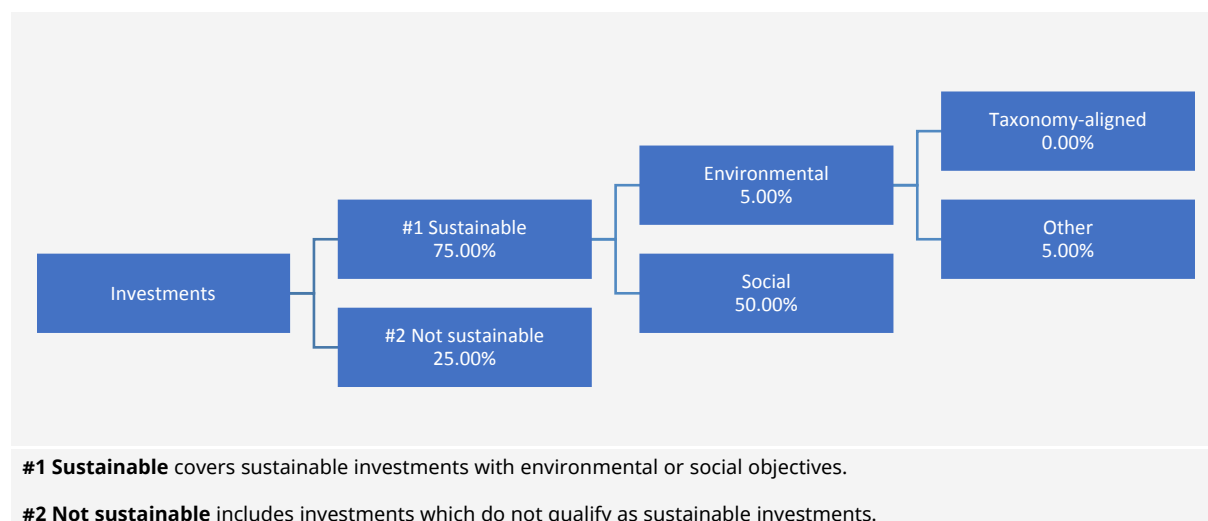 Investments
#1 Sustainable
75.00%
#2 Not sustainable
25.00%
Environmental
5.00%
Social
50.00%
Taxonomy-aligned
0.00%
Other
5.00%
#1 Sustainable covers sustainable investments with environmental or social objectives.
#2 Not sustainable includes investments which do not qualify as sustainable investments.